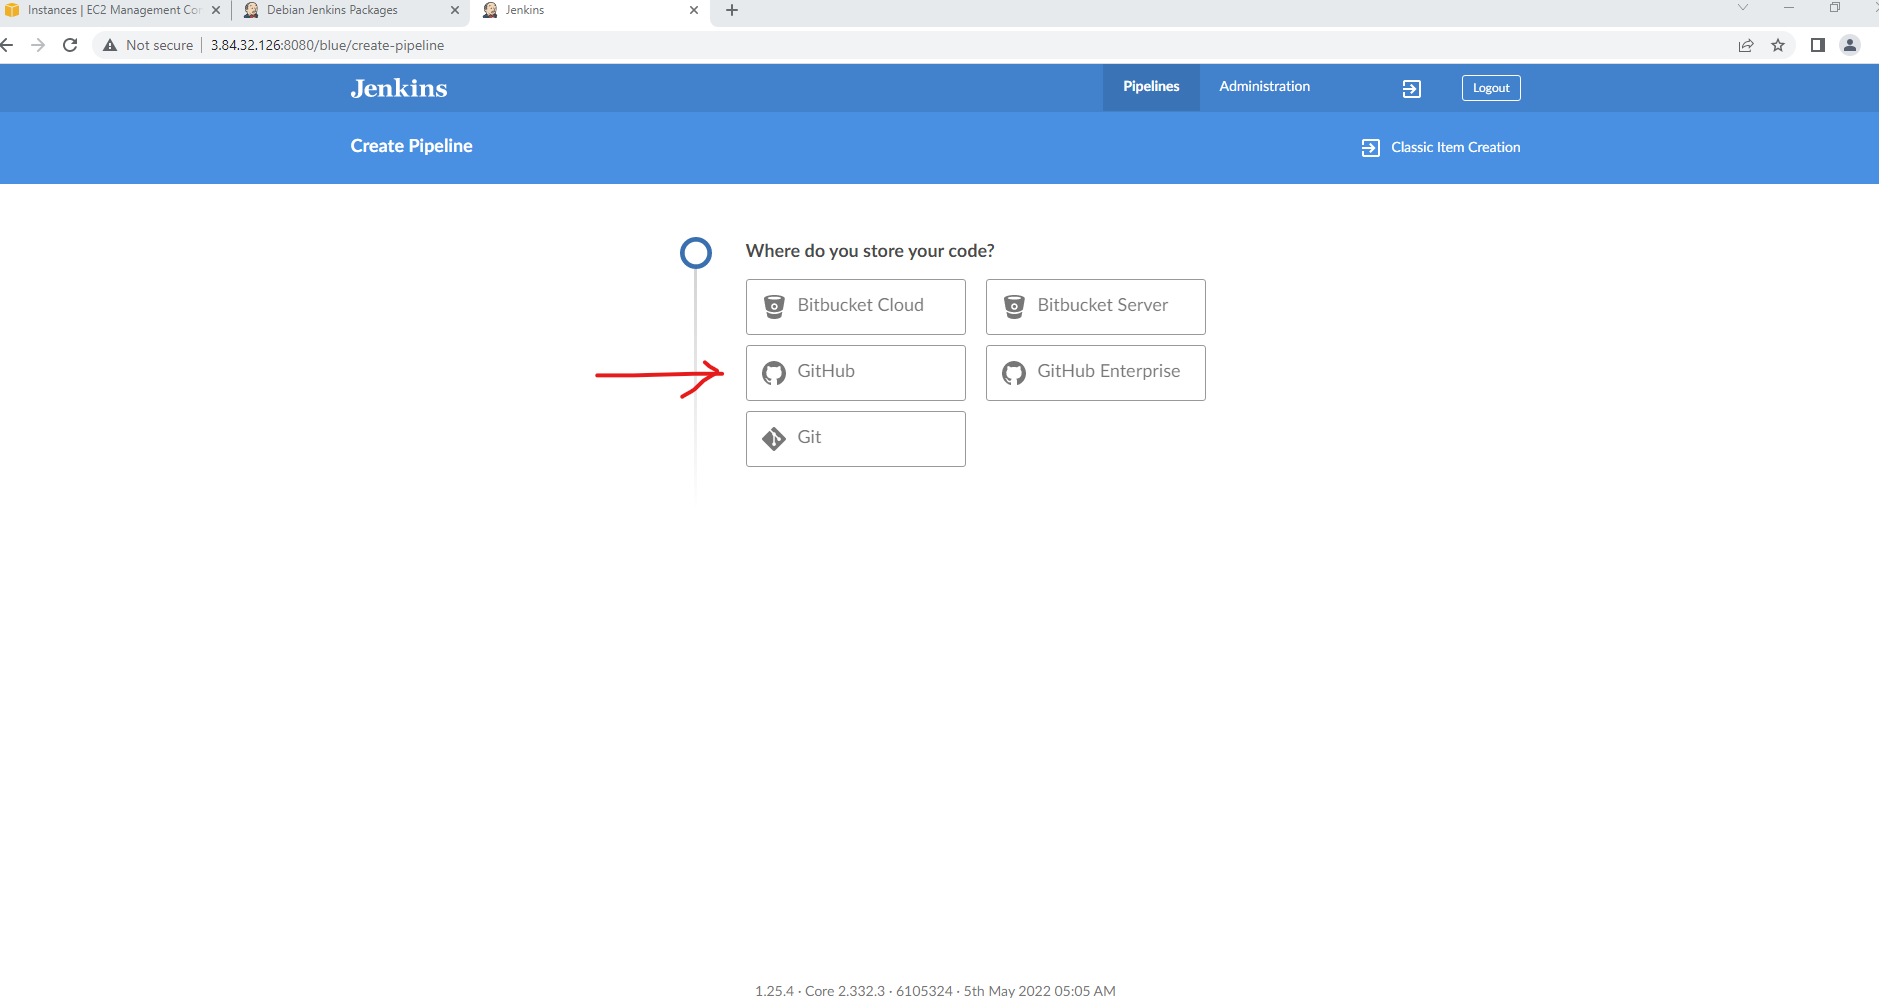 Instances | EC2 Management Con
Debian Jenkins Packages
Jenkins
Not secure
3.84.32.126:8080/blue/create-pipeline
Jenkins
Pipelines
Administration
Logout
Create Pipeline
Classic Item Creation
Where do you store your code?
Bitbucket Cloud
Bitbucket Server
GitHub
GitHub Enterprise
Git
1.25.4 · Core 2.332.3 · 6105324 · 5th May 2022 05:05 AM